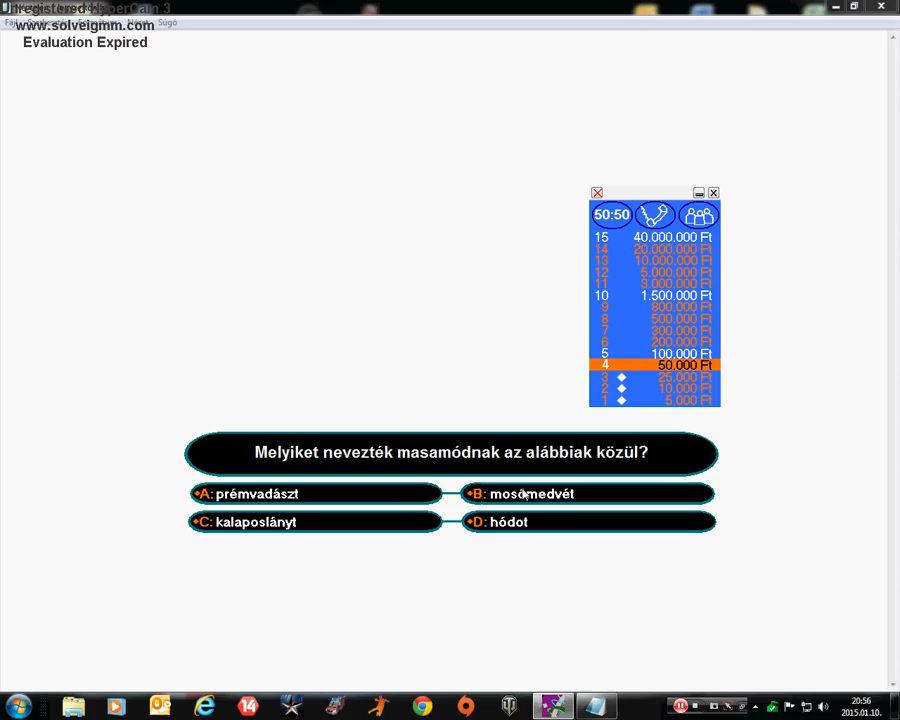 Unregistered HyperCam 3
www.solveigmm.com
Evaluation Expired
Fájl
Súgó
50:50
15 40.000.000 Ft
14 20.000.000 Ft
13 10.000.000 Ft
12 5.000.000 Ft
11 3.000.000 Ft
10 1.500.000 Ft
9 800.000 Ft
8 500.000 Ft
7 300.000 Ft
6 200.000 Ft
5 100.000 Ft
4 50.000 Ft
3 25.000 Ft
2 10.000 Ft
1 5.000 Ft
Melyiket nevezték masamódnak az alábbiak közül?
A: prémvadászt
B: mosómedvét
C: kalaposlányt
D: hódot
14
20:56
2015.01.10.